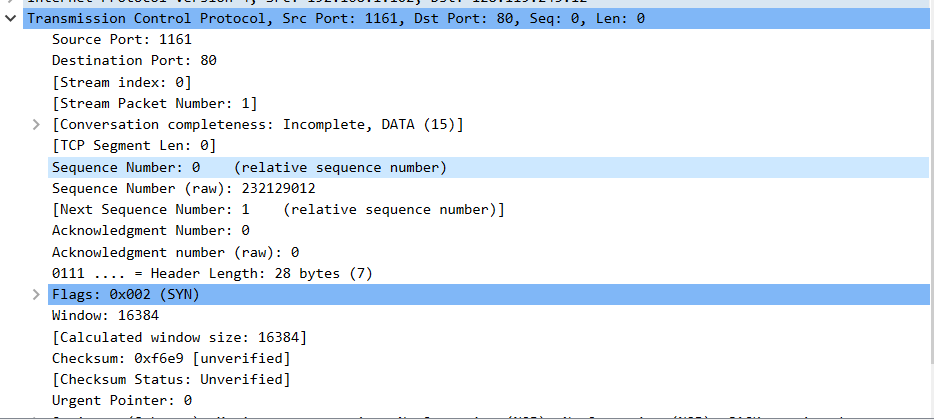 Transmission Control Protocol, Src Port: 1161, Dst Port: 80, Seq: 0, Len: 0
Source Port: 1161
Destination Port: 80
[Stream index: 0]
[Stream Packet Number: 1]
[Conversation completeness: Incomplete, DATA (15)]
[TCP Segment Len: 0]
Sequence Number: 0 (relative sequence number)
Sequence Number (raw): 232129012
[Next Sequence Number: 1 (relative sequence number)]
Acknowledgment Number: 0
Acknowledgment number (raw): 0
0111 .... = Header Length: 28 bytes (7)
Flags: 0x002 (SYN)
Window: 16384
[Calculated window size: 16384]
Checksum: 0xf6e9 [unverified]
[Checksum Status: Unverified]
Urgent Pointer: 0